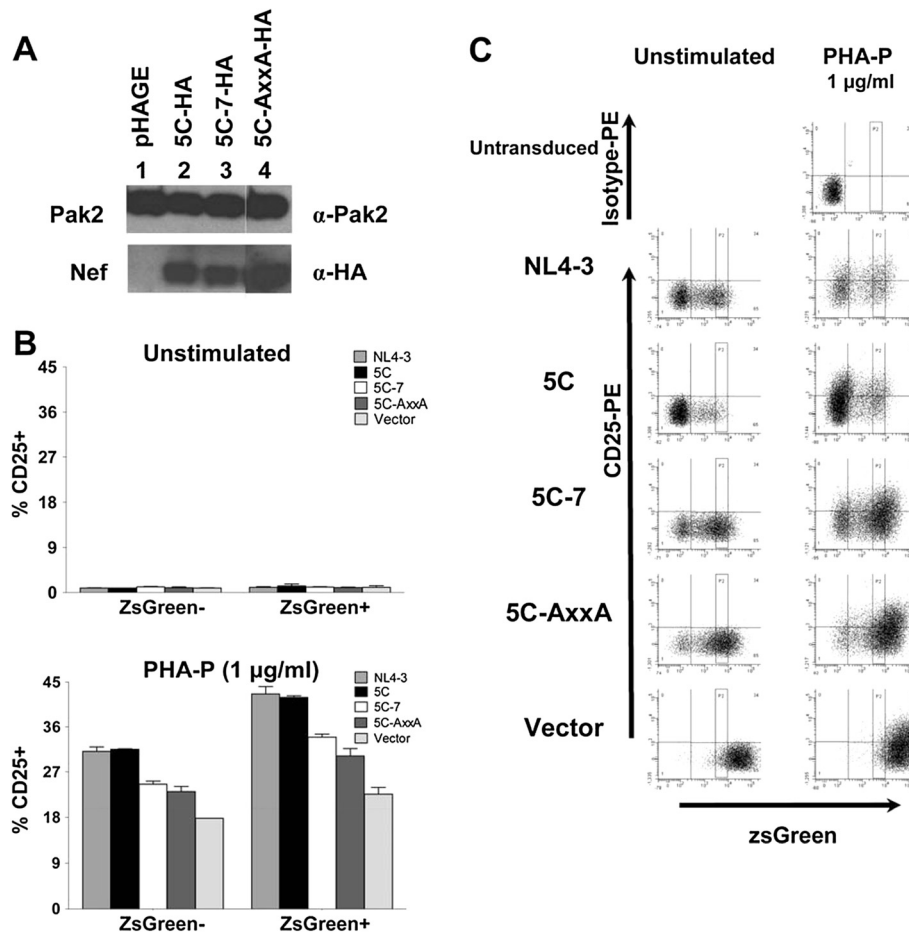 A
pHAGE
5C-HA
5C-7-HA
5C-AxxA-HA
1 2 3 4
Pak2
α-Pak2
Nef
α-HA
B
Unstimulated
NL4-3
5C
5C-7
5C-AxxA
Vector
% CD25+
45
36
27
18
9
0
ZsGreen-
ZsGreen+
PHA-P (1 µg/ml)
NL4-3
5C
5C-7
5C-AxxA
Vector
% CD25+
45
36
27
18
9
0
ZsGreen-
ZsGreen+
C
Unstimulated
PHA-P
1 µg/ml
Untransduced
Isotype-PE
NL4-3
5C
5C-7
5C-AxxA
Vector
CD25-PE
zsGreen